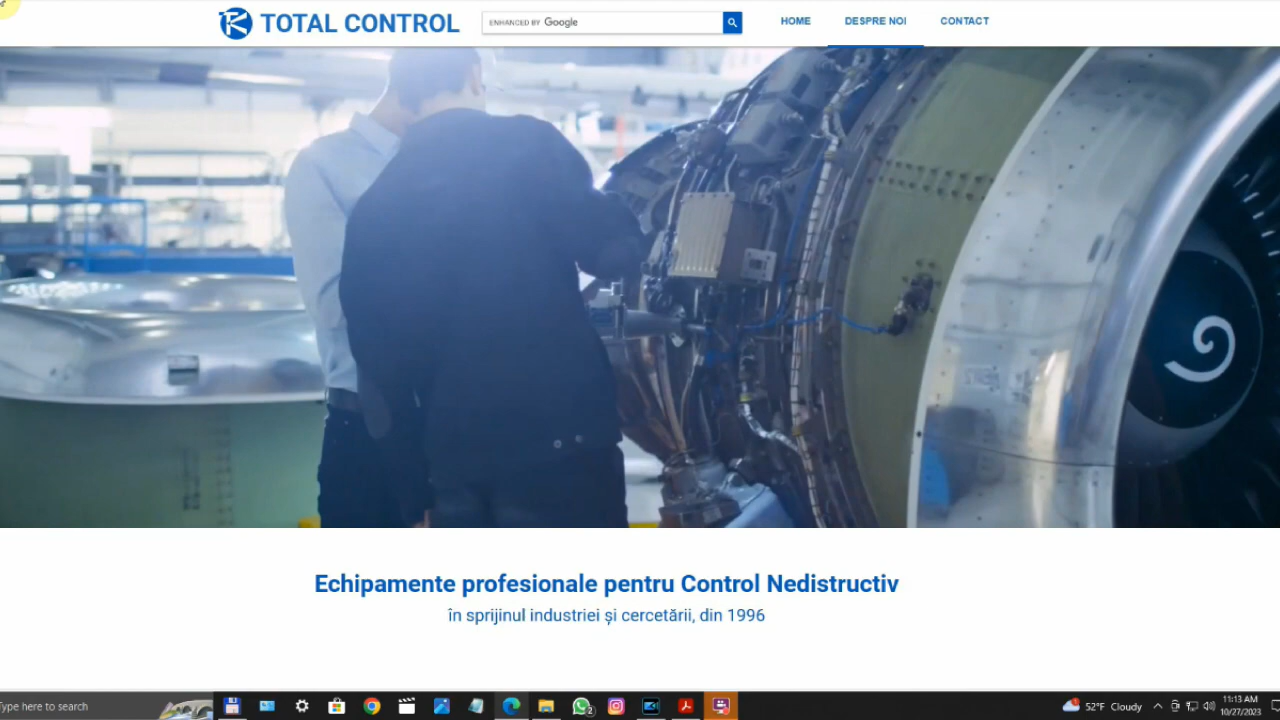 TOTAL CONTROL
ENHANCED BY Google
HOME
DESPRE NOI
CONTACT
Echipamente profesionale pentru Control Nedistructiv
în sprijinul industriei și cercetării, din 1996
Type here to search
2
52°F Cloudy
11:13 AM
10/27/2023